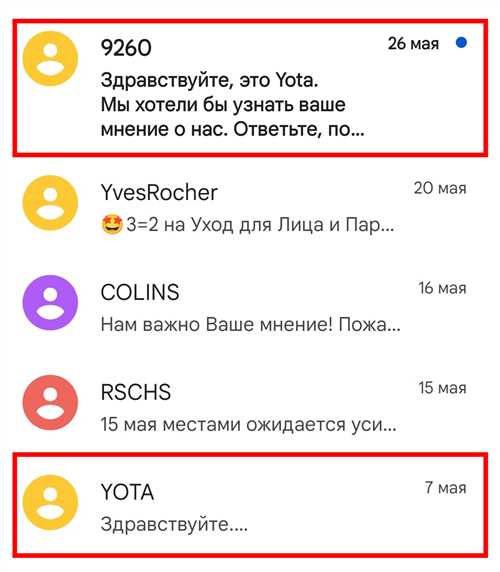 9260
26 мая
Здравствуйте, это Yota.
Мы хотели бы узнать ваше
мнение о нас. Ответьте, по...
YvesRocher
20 мая
🤩3=2 на Уход для Лица и Пар...
COLINS
16 мая
Нам важно Ваше мнение! Пожа...
RSCHS
15 мая
15 мая местами ожидается уси...
YOTA
7 мая
Здравствуйте....